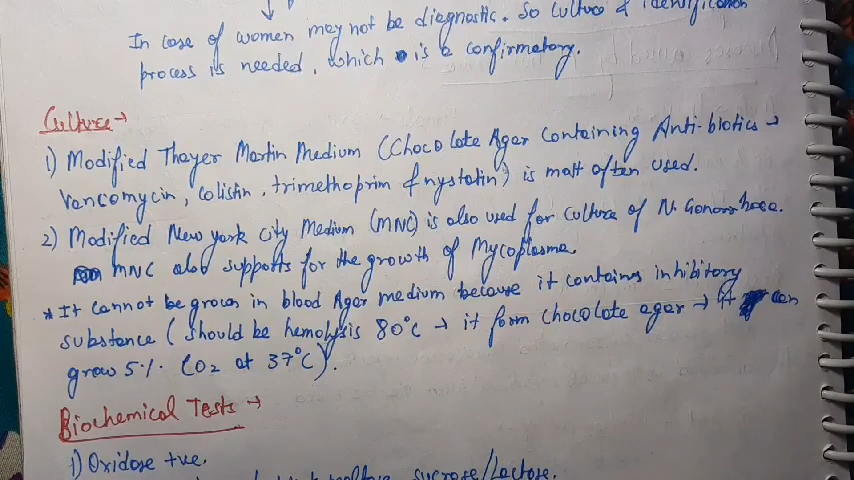 In case of women may not be diagnostic. So culture & identification
process is needed, which is a confirmatory.
Culture →
1) Modified Thayer Martin Medium (Chocolate Agar Containing Anti-biotics →
Vancomycin, colistin, trimethoprim & nystatin) is most often used.
2) Modified New york city Medium (MNC) is also used for culture of N. Gonorrhoea.
MNC also supports for the growth of Mycoplasma.
* It cannot be grown in blood Agar medium because it contains inhibitory
substance (should be hemolysis 80°C → it form chocolate agar → It can
grow 5% CO2 at 37°C).
Biochemical Tests →
1) Oxidase +ve.
sucrose/Lactose.